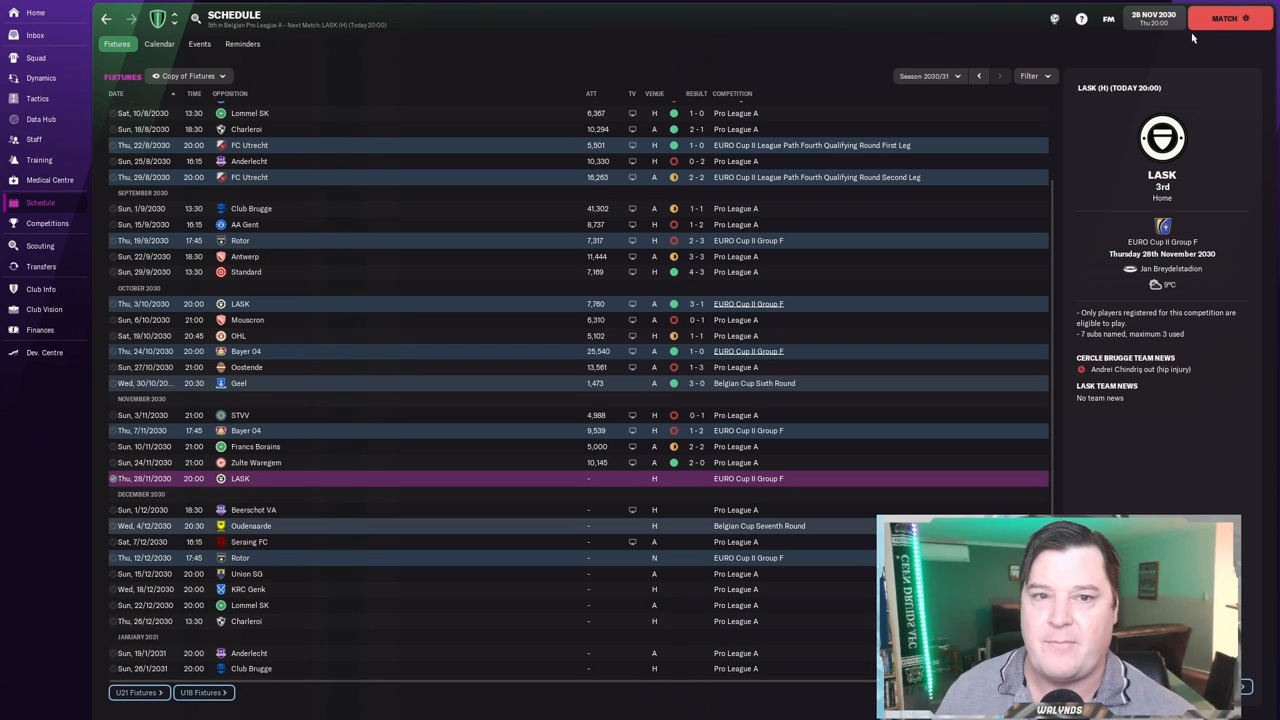 Home
SCHEDULE
9th in Belgian Pro League A - Next Match: LASK (H) (Today 20:00)
FM
28 NOV 2030
Thu 20:00
MATCH
Inbox
Squad
Dynamics
Tactics
Data Hub
Staff
Training
Medical Centre
Schedule
Competitions
Scouting
Transfers
Club Info
Club Vision
Finances
Dev. Centre
Fixtures
Calendar
Events
Reminders
FIXTURES
Copy of Fixtures
Season 2030/31
Filter
DATE TIME OPPOSITION ATT TV VENUE RESULT COMPETITION
Sat, 10/8/2030 13:30 Lommel SK 6,367 H 1 - 0 Pro League A
Sun, 18/8/2030 18:30 Charleroi 10,294 A 2 - 1 Pro League A
Thu, 22/8/2030 20:00 FC Utrecht 5,501 H 1 - 0 EURO Cup II League Path Fourth Qualifying Round First Leg
Sun, 25/8/2030 16:15 Anderlecht 10,330 H 0 - 2 Pro League A
Thu, 29/8/2030 20:00 FC Utrecht 16,263 A 2 - 2 EURO Cup II League Path Fourth Qualifying Round Second Leg
SEPTEMBER 2030
Sun, 1/9/2030 13:30 Club Brugge 41,302 A 1 - 1 Pro League A
Sun, 15/9/2030 16:15 AA Gent 8,737 H 1 - 2 Pro League A
Thu, 19/9/2030 17:45 Rotor 7,317 H 2 - 3 EURO Cup II Group F
Sun, 22/9/2030 18:30 Antwerp 11,444 A 3 - 3 Pro League A
Sun, 29/9/2030 13:30 Standard 7,169 H 4 - 3 Pro League A
OCTOBER 2030
Thu, 3/10/2030 20:00 LASK 7,760 A 3 - 1 EURO Cup II Group F
Sun, 6/10/2030 21:00 Mouscron 6,310 A 0 - 1 Pro League A
Sat, 19/10/2030 20:45 OHL 5,102 H 1 - 1 Pro League A
Thu, 24/10/2030 20:00 Bayer 04 25,540 A 1 - 0 EURO Cup II Group F
Sun, 27/10/2030 21:00 Oostende 13,561 A 1 - 3 Pro League A
Wed, 30/10/20... 20:30 Geel 1,473 A 3 - 0 Belgian Cup Sixth Round
NOVEMBER 2030
Sun, 3/11/2030 21:00 STVV 4,988 H 0 - 1 Pro League A
Thu, 7/11/2030 17:45 Bayer 04 9,539 H 1 - 2 EURO Cup II Group F
Sun, 10/11/2030 21:00 Francs Borains 5,000 A 2 - 2 Pro League A
Sun, 24/11/2030 21:00 Zulte Waregem 10,145 A 2 - 0 Pro League A
Thu, 28/11/2030 20:00 LASK - H EURO Cup II Group F
DECEMBER 2030
Sun, 1/12/2030 18:30 Beerschot VA - H Pro League A
Wed, 4/12/2030 20:30 Oudenaarde - H Belgian Cup Seventh Round
Sat, 7/12/2030 16:15 Seraing FC - A Pro League A
Thu, 12/12/2030 17:45 Rotor - N EURO Cup II Group F
Sun, 15/12/2030 20:00 Union SG - A Pro League A
Wed, 18/12/2030 20:00 KRC Genk - H Pro League A
Sun, 22/12/2030 20:00 Lommel SK - A Pro League A
Thu, 26/12/2030 13:30 Charleroi - H Pro League A
JANUARY 2031
Sun, 19/1/2031 20:00 Anderlecht - A Pro League A
Sun, 26/1/2031 20:00 Club Brugge - H Pro League A
U21 Fixtures
U18 Fixtures
LASK (H) (TODAY 20:00)
LASK
3rd
Home
EURO Cup II Group F
Thursday 28th November 2030
Jan Breydelstadion
9°C
- Only players registered for this competition are
eligible to play.
- 7 subs named, maximum 3 used
CERCLE BRUGGE TEAM NEWS
Andrei Chindriş out (hip injury)
LASK TEAM NEWS
No team news
CEFN DRUIDS AFC
WALYNDS